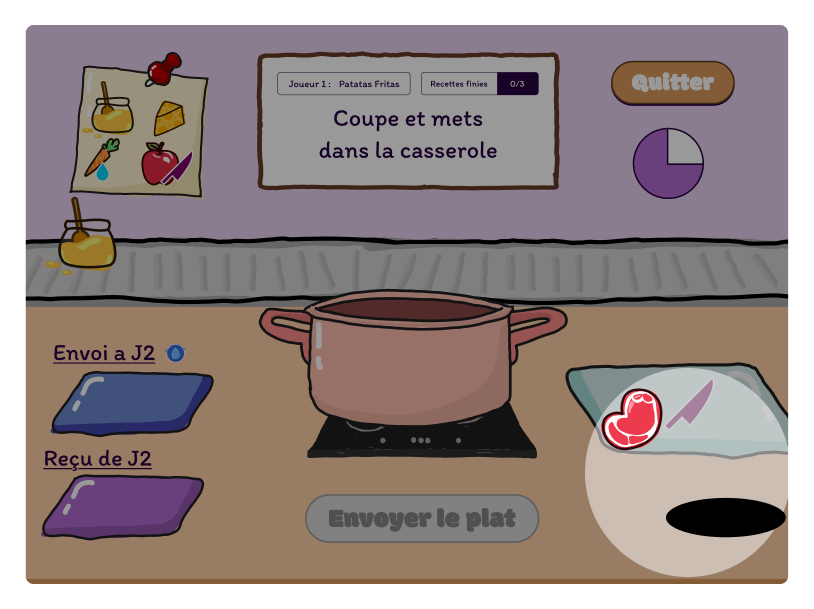 Joueur 1 : Patatas Fritas
Recettes finies 0/3
Quitter
Coupe et mets
dans la casserole
Envoi a J2
Reçu de J2
Envoyer le plat